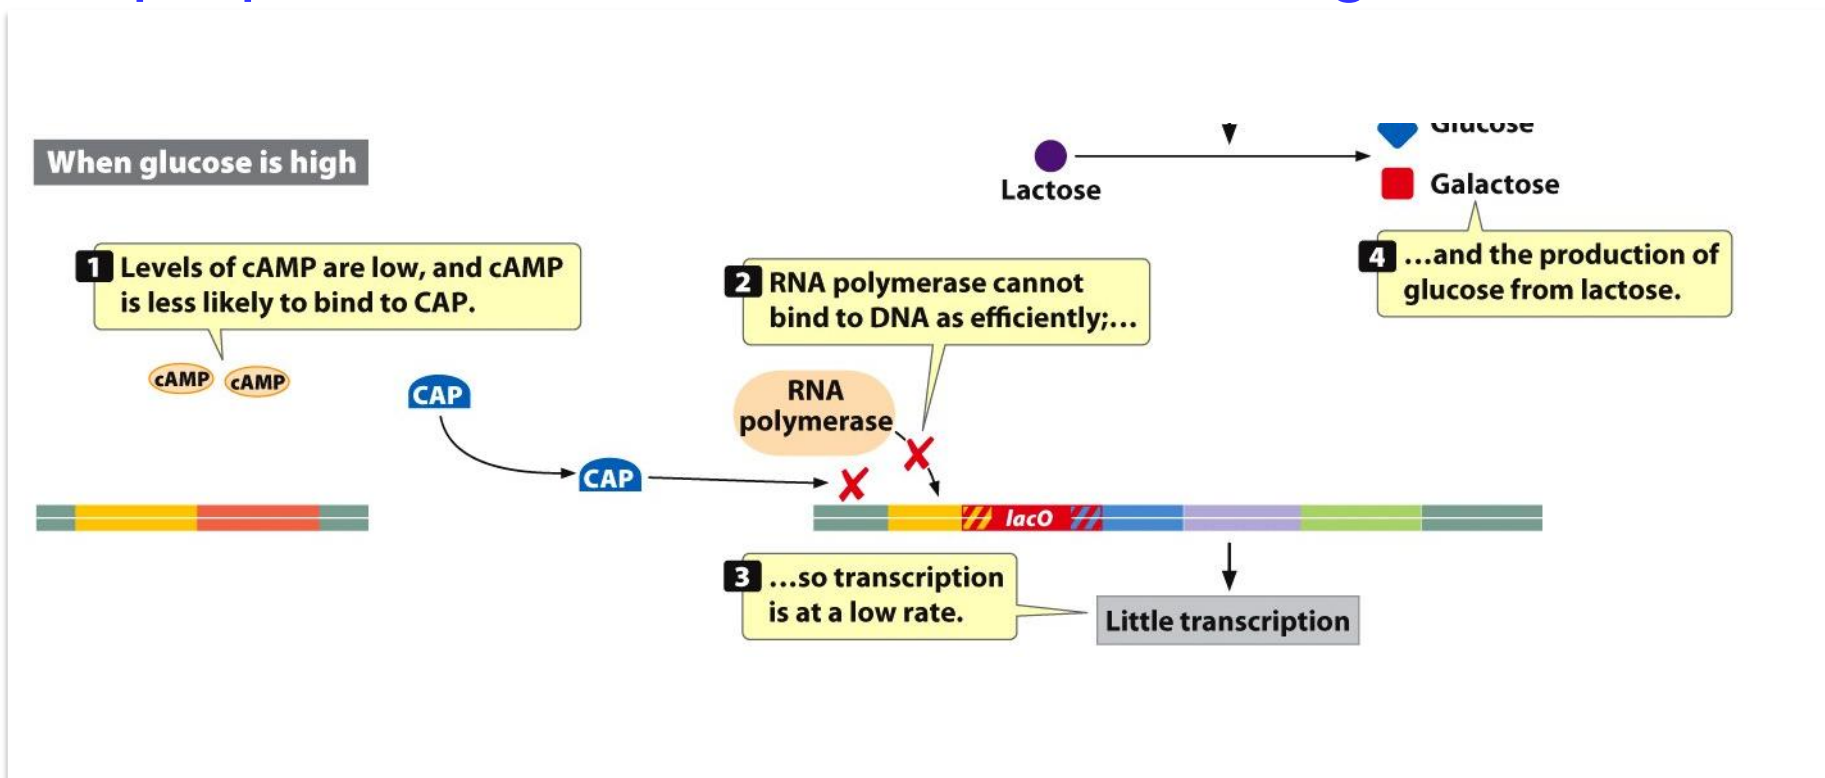 When glucose is high
Glucose
Lactose
Galactose
1 Levels of cAMP are low, and cAMP
is less likely to bind to CAP.
2 RNA polymerase cannot
bind to DNA as efficiently;...
4 ...and the production of
glucose from lactose.
cAMP cAMP
CAP
RNA
polymerase
CAP
lacO
3 ...so transcription
is at a low rate.
Little transcription